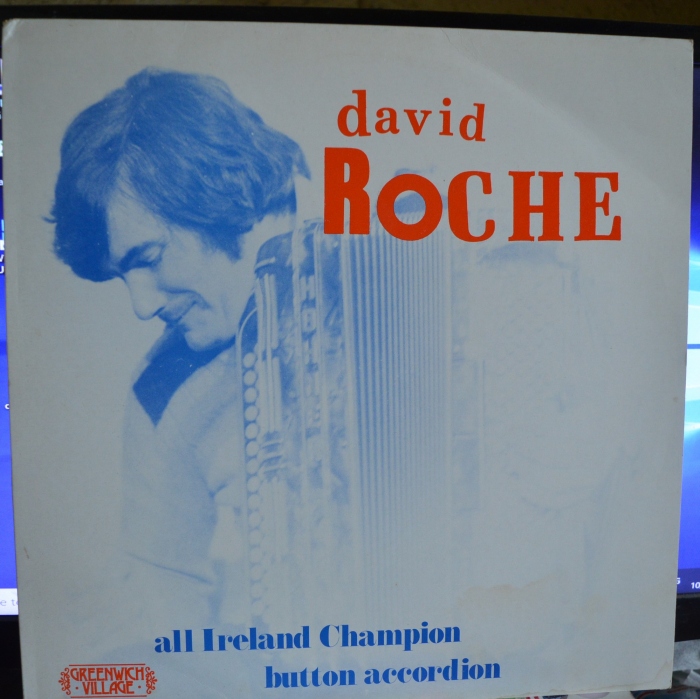 david
ROCHE
all Ireland Champion
button accordion
GREENWICH
· VILLAGE ·